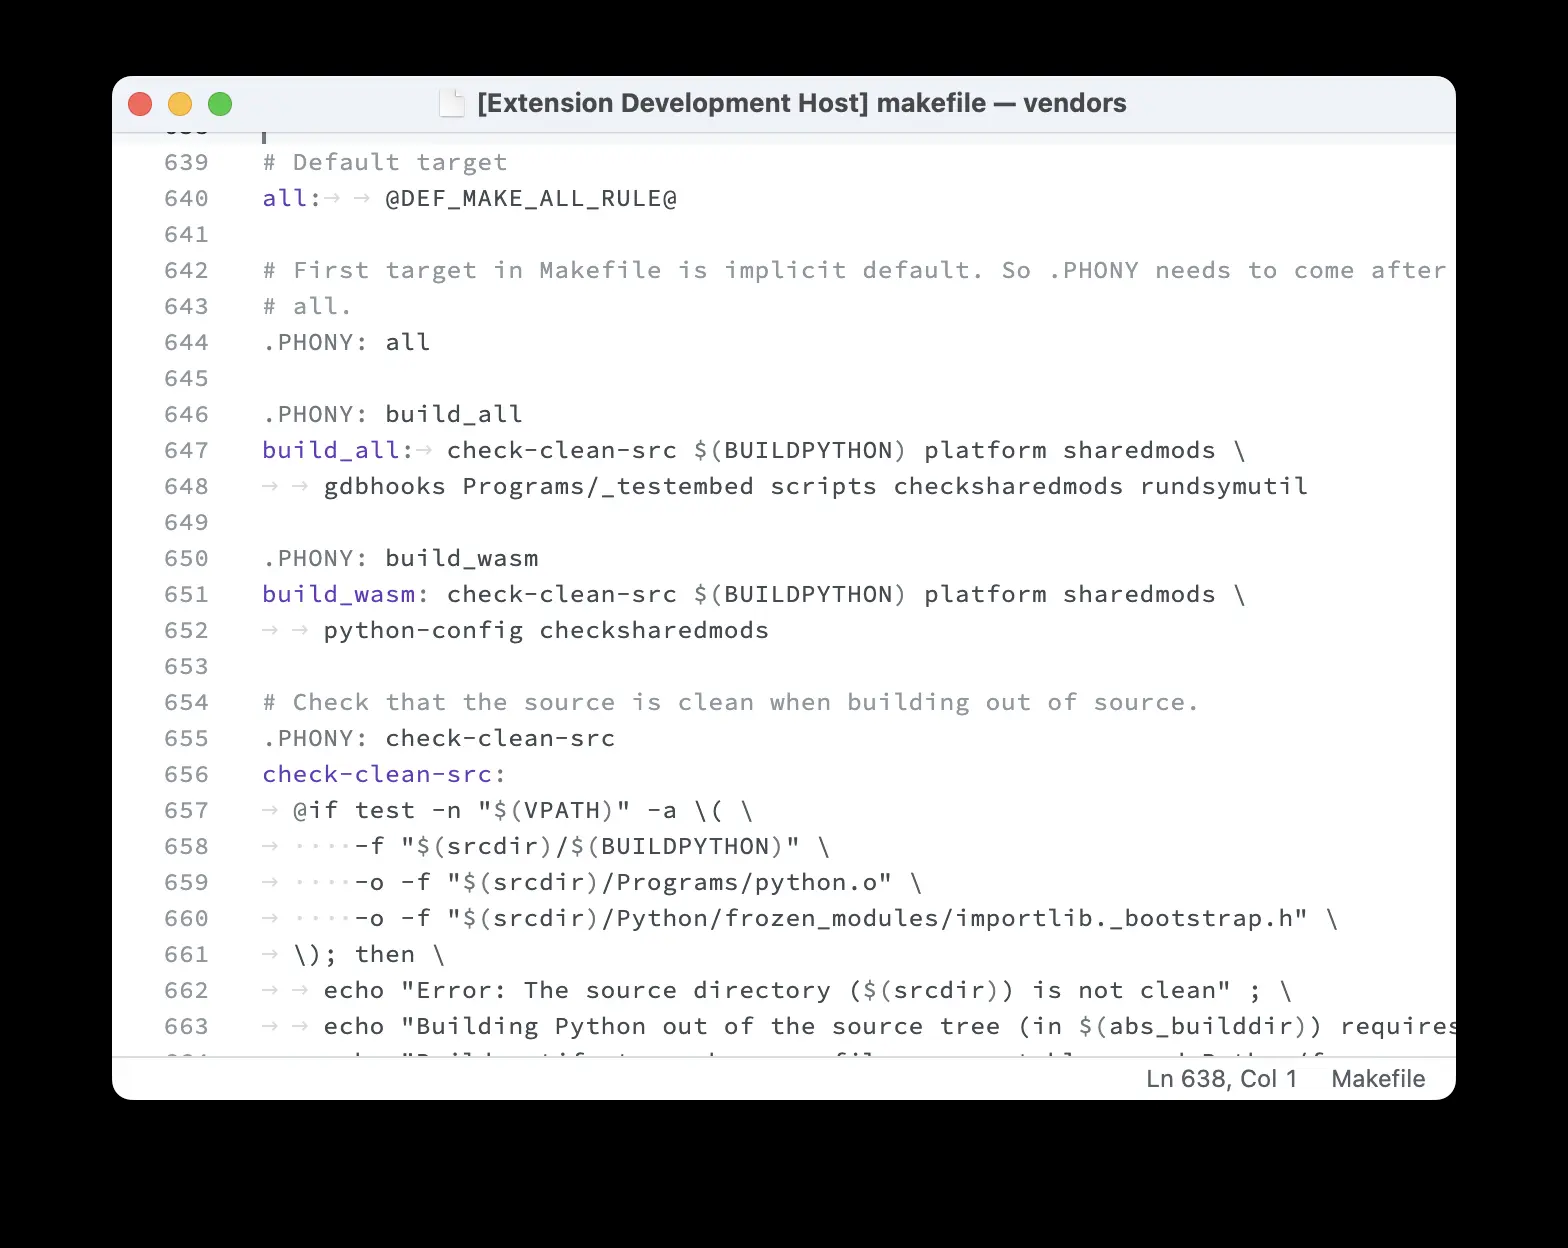 [Extension Development Host] makefile — vendors
638
639 # Default target
640 all:→ → @DEF_MAKE_ALL_RULE@
641
642 # First target in Makefile is implicit default. So .PHONY needs to come after
643 # all.
644 .PHONY: all
645
646 .PHONY: build_all
647 build_all:→ check-clean-src $(BUILDPYTHON) platform sharedmods \
648 → → gdbhooks Programs/_testembed scripts checksharedmods rundsymutil
649
650 .PHONY: build_wasm
651 build_wasm: check-clean-src $(BUILDPYTHON) platform sharedmods \
652 → → python-config checksharedmods
653
654 # Check that the source is clean when building out of source.
655 .PHONY: check-clean-src
656 check-clean-src:
657 → @if test -n "$(VPATH)" -a \( \
658 → ····-f "$(srcdir)/$(BUILDPYTHON)" \
659 → ····-o -f "$(srcdir)/Programs/python.o" \
660 → ····-o -f "$(srcdir)/Python/frozen_modules/importlib._bootstrap.h" \
661 → \); then \
662 → → echo "Error: The source directory ($(srcdir)) is not clean" ; \
663 → → echo "Building Python out of the source tree (in $(abs_builddir)) requires
Ln 638, Col 1 Makefile